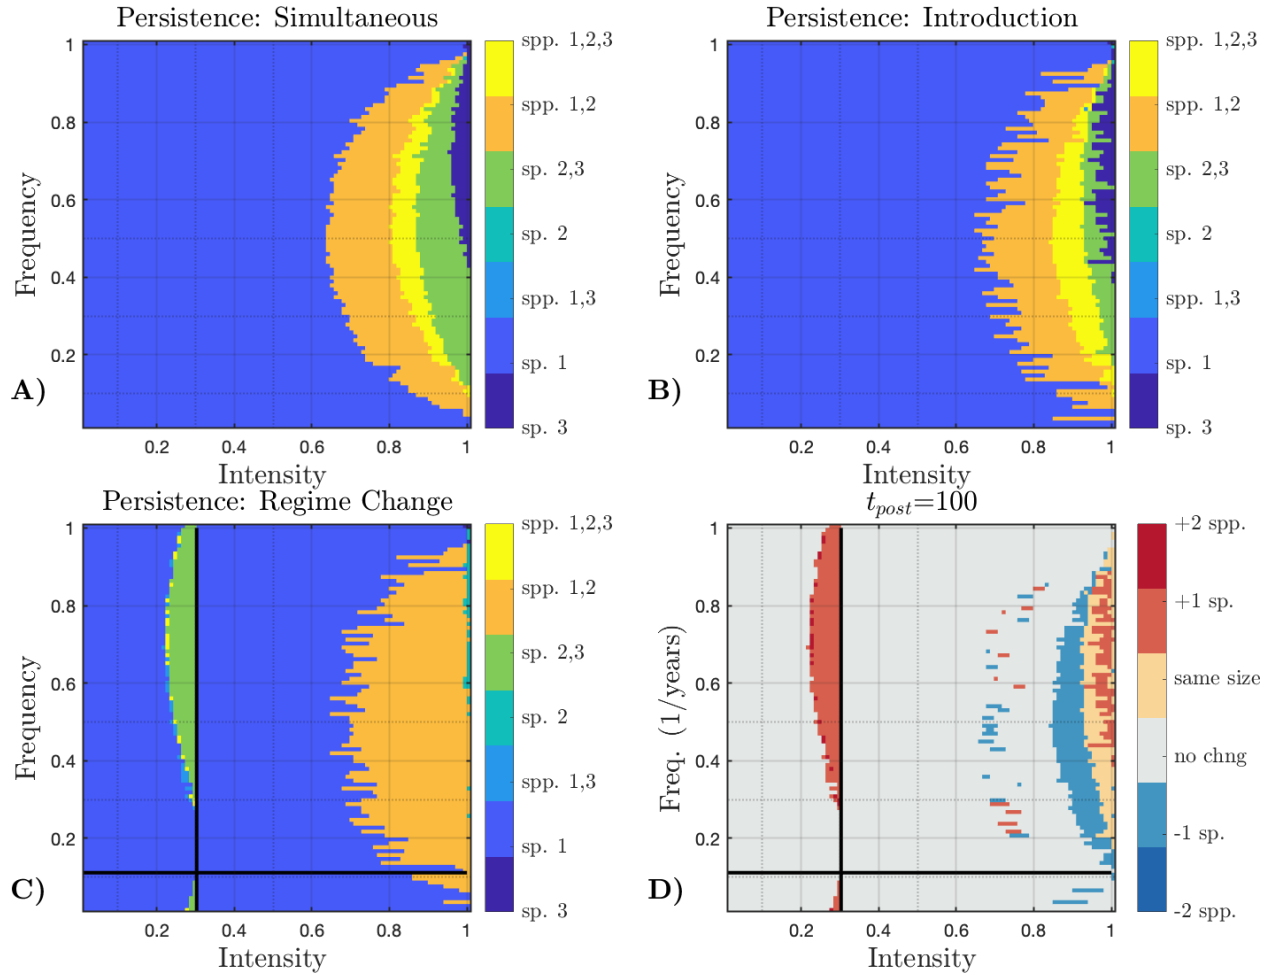 Persistence: Simultaneous
Frequency
1
0.8
0.6
0.4
0.2
0.2 0.4 0.6 0.8 1
Intensity
spp. 1,2,3
spp. 1,2
sp. 2,3
sp. 2
spp. 1,3
sp. 1
sp. 3
A)
Persistence: Introduction
Frequency
1
0.8
0.6
0.4
0.2
0.2 0.4 0.6 0.8 1
Intensity
spp. 1,2,3
spp. 1,2
sp. 2,3
sp. 2
spp. 1,3
sp. 1
sp. 3
B)
Persistence: Regime Change
Frequency
1
0.8
0.6
0.4
0.2
0.2 0.4 0.6 0.8 1
Intensity
spp. 1,2,3
spp. 1,2
sp. 2,3
sp. 2
spp. 1,3
sp. 1
sp. 3
C)
tpost=100
Freq. (1/years)
1
0.8
0.6
0.4
0.2
0.2 0.4 0.6 0.8 1
Intensity
+2 spp.
+1 sp.
same size
no chng
-1 sp.
-2 spp.
D)